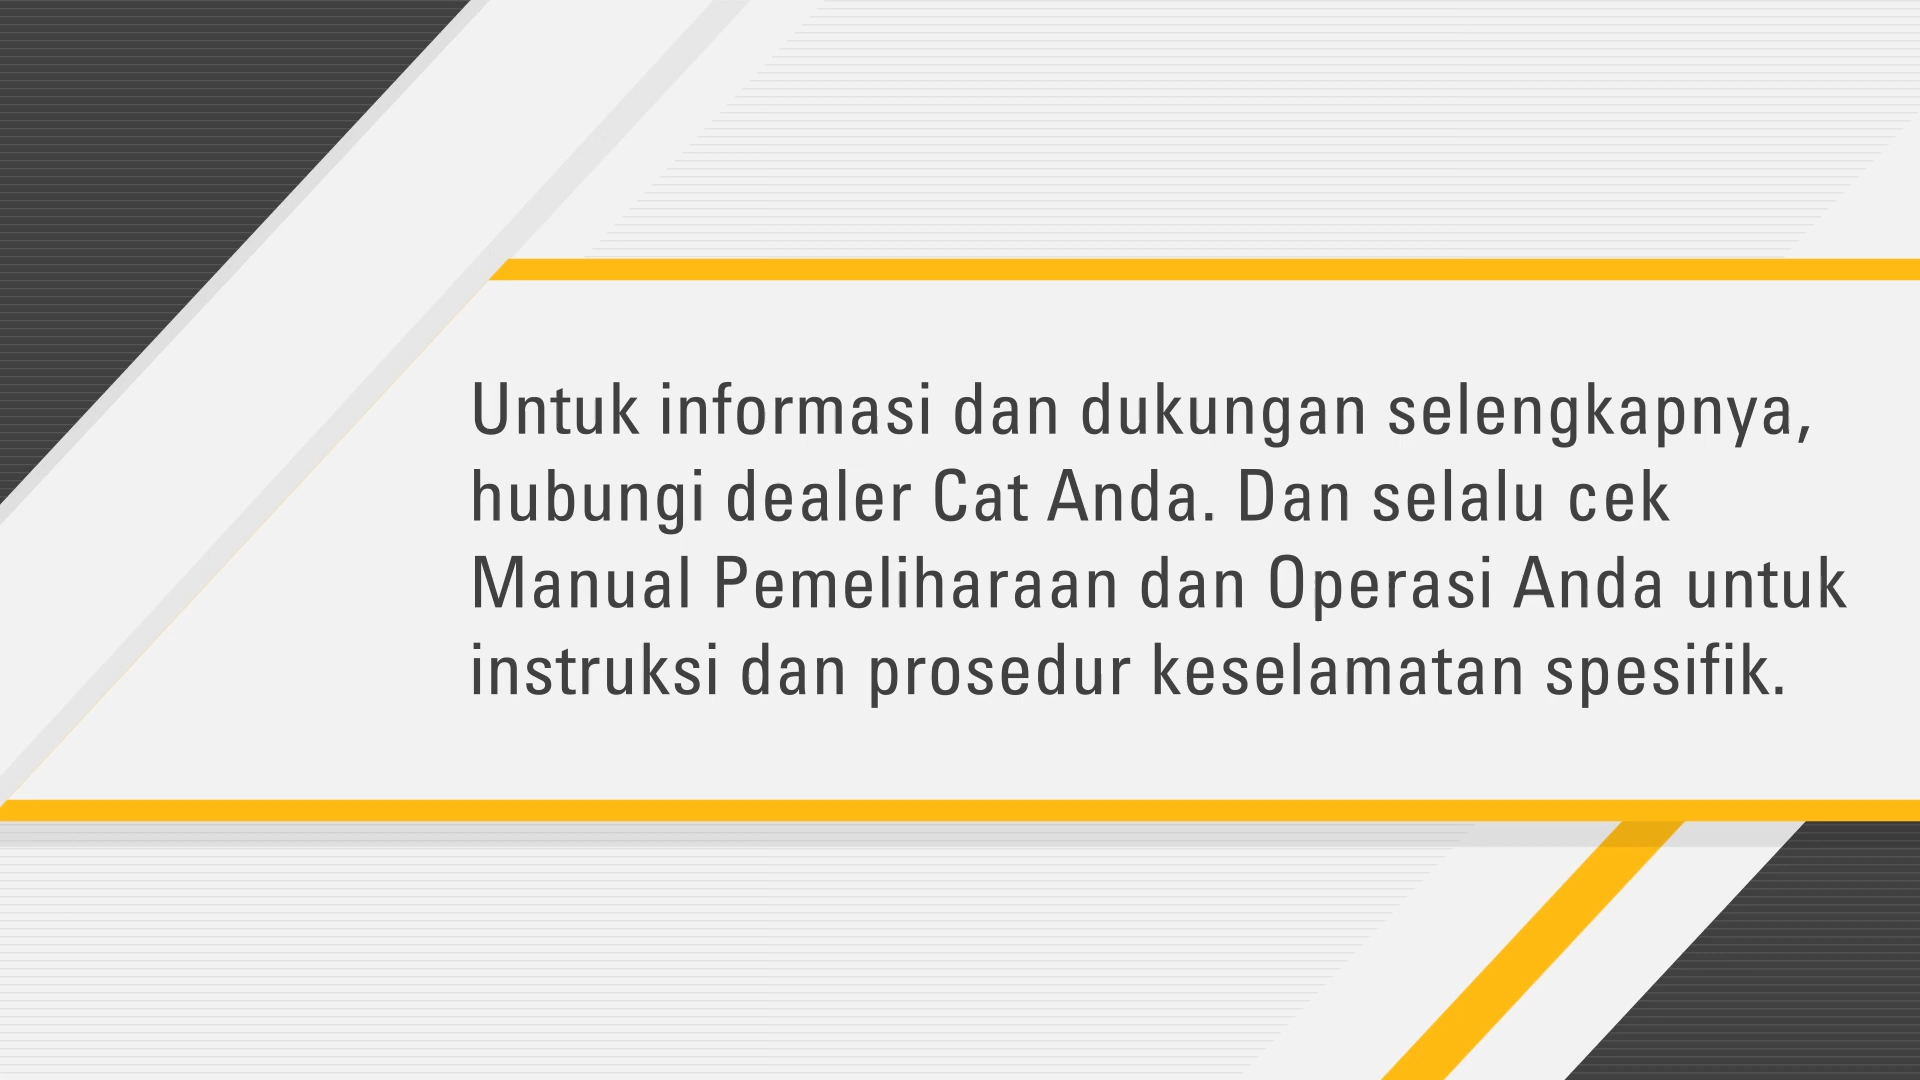 Untuk informasi dan dukungan selengkapnya,
hubungi dealer Cat Anda. Dan selalu cek
Manual Pemeliharaan dan Operasi Anda untuk
instruksi dan prosedur keselamatan spesifik.